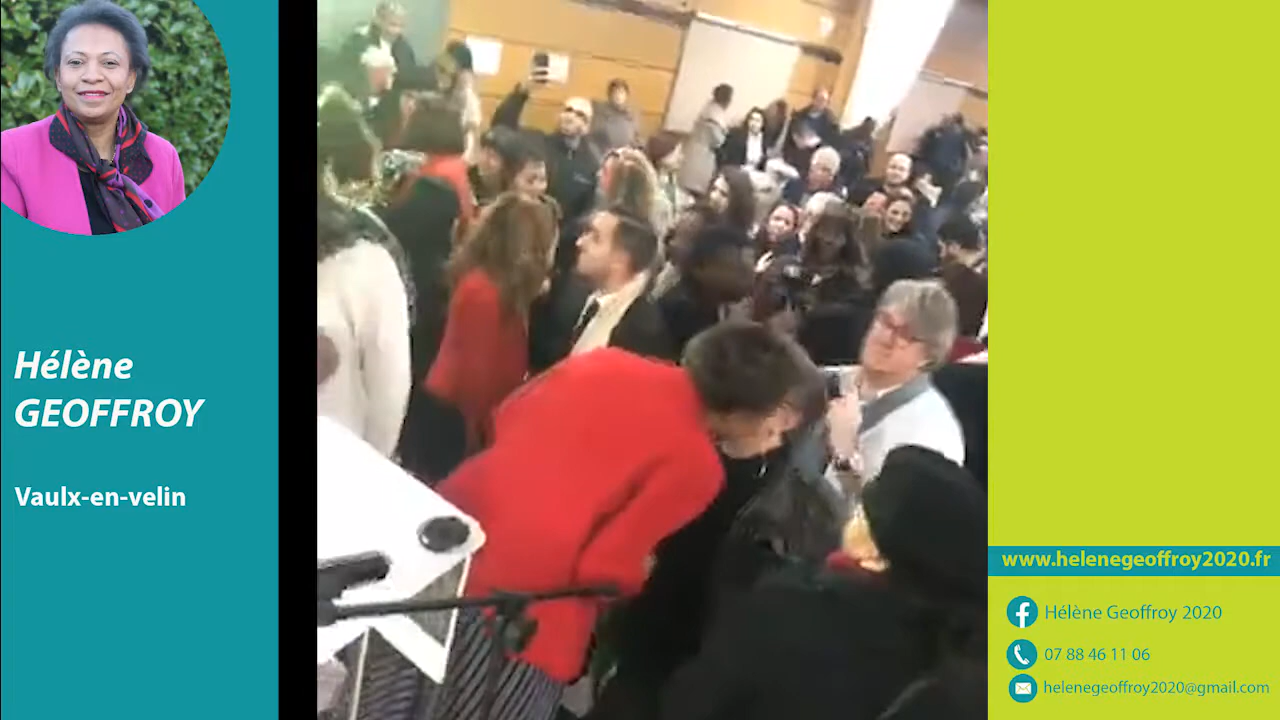 Hélène
GEOFFROY
Vaulx-en-velin
www.helenegeoffroy2020.fr
Hélène Geoffroy 2020
07 88 46 11 06
helenegeoffroy2020@gmail.com